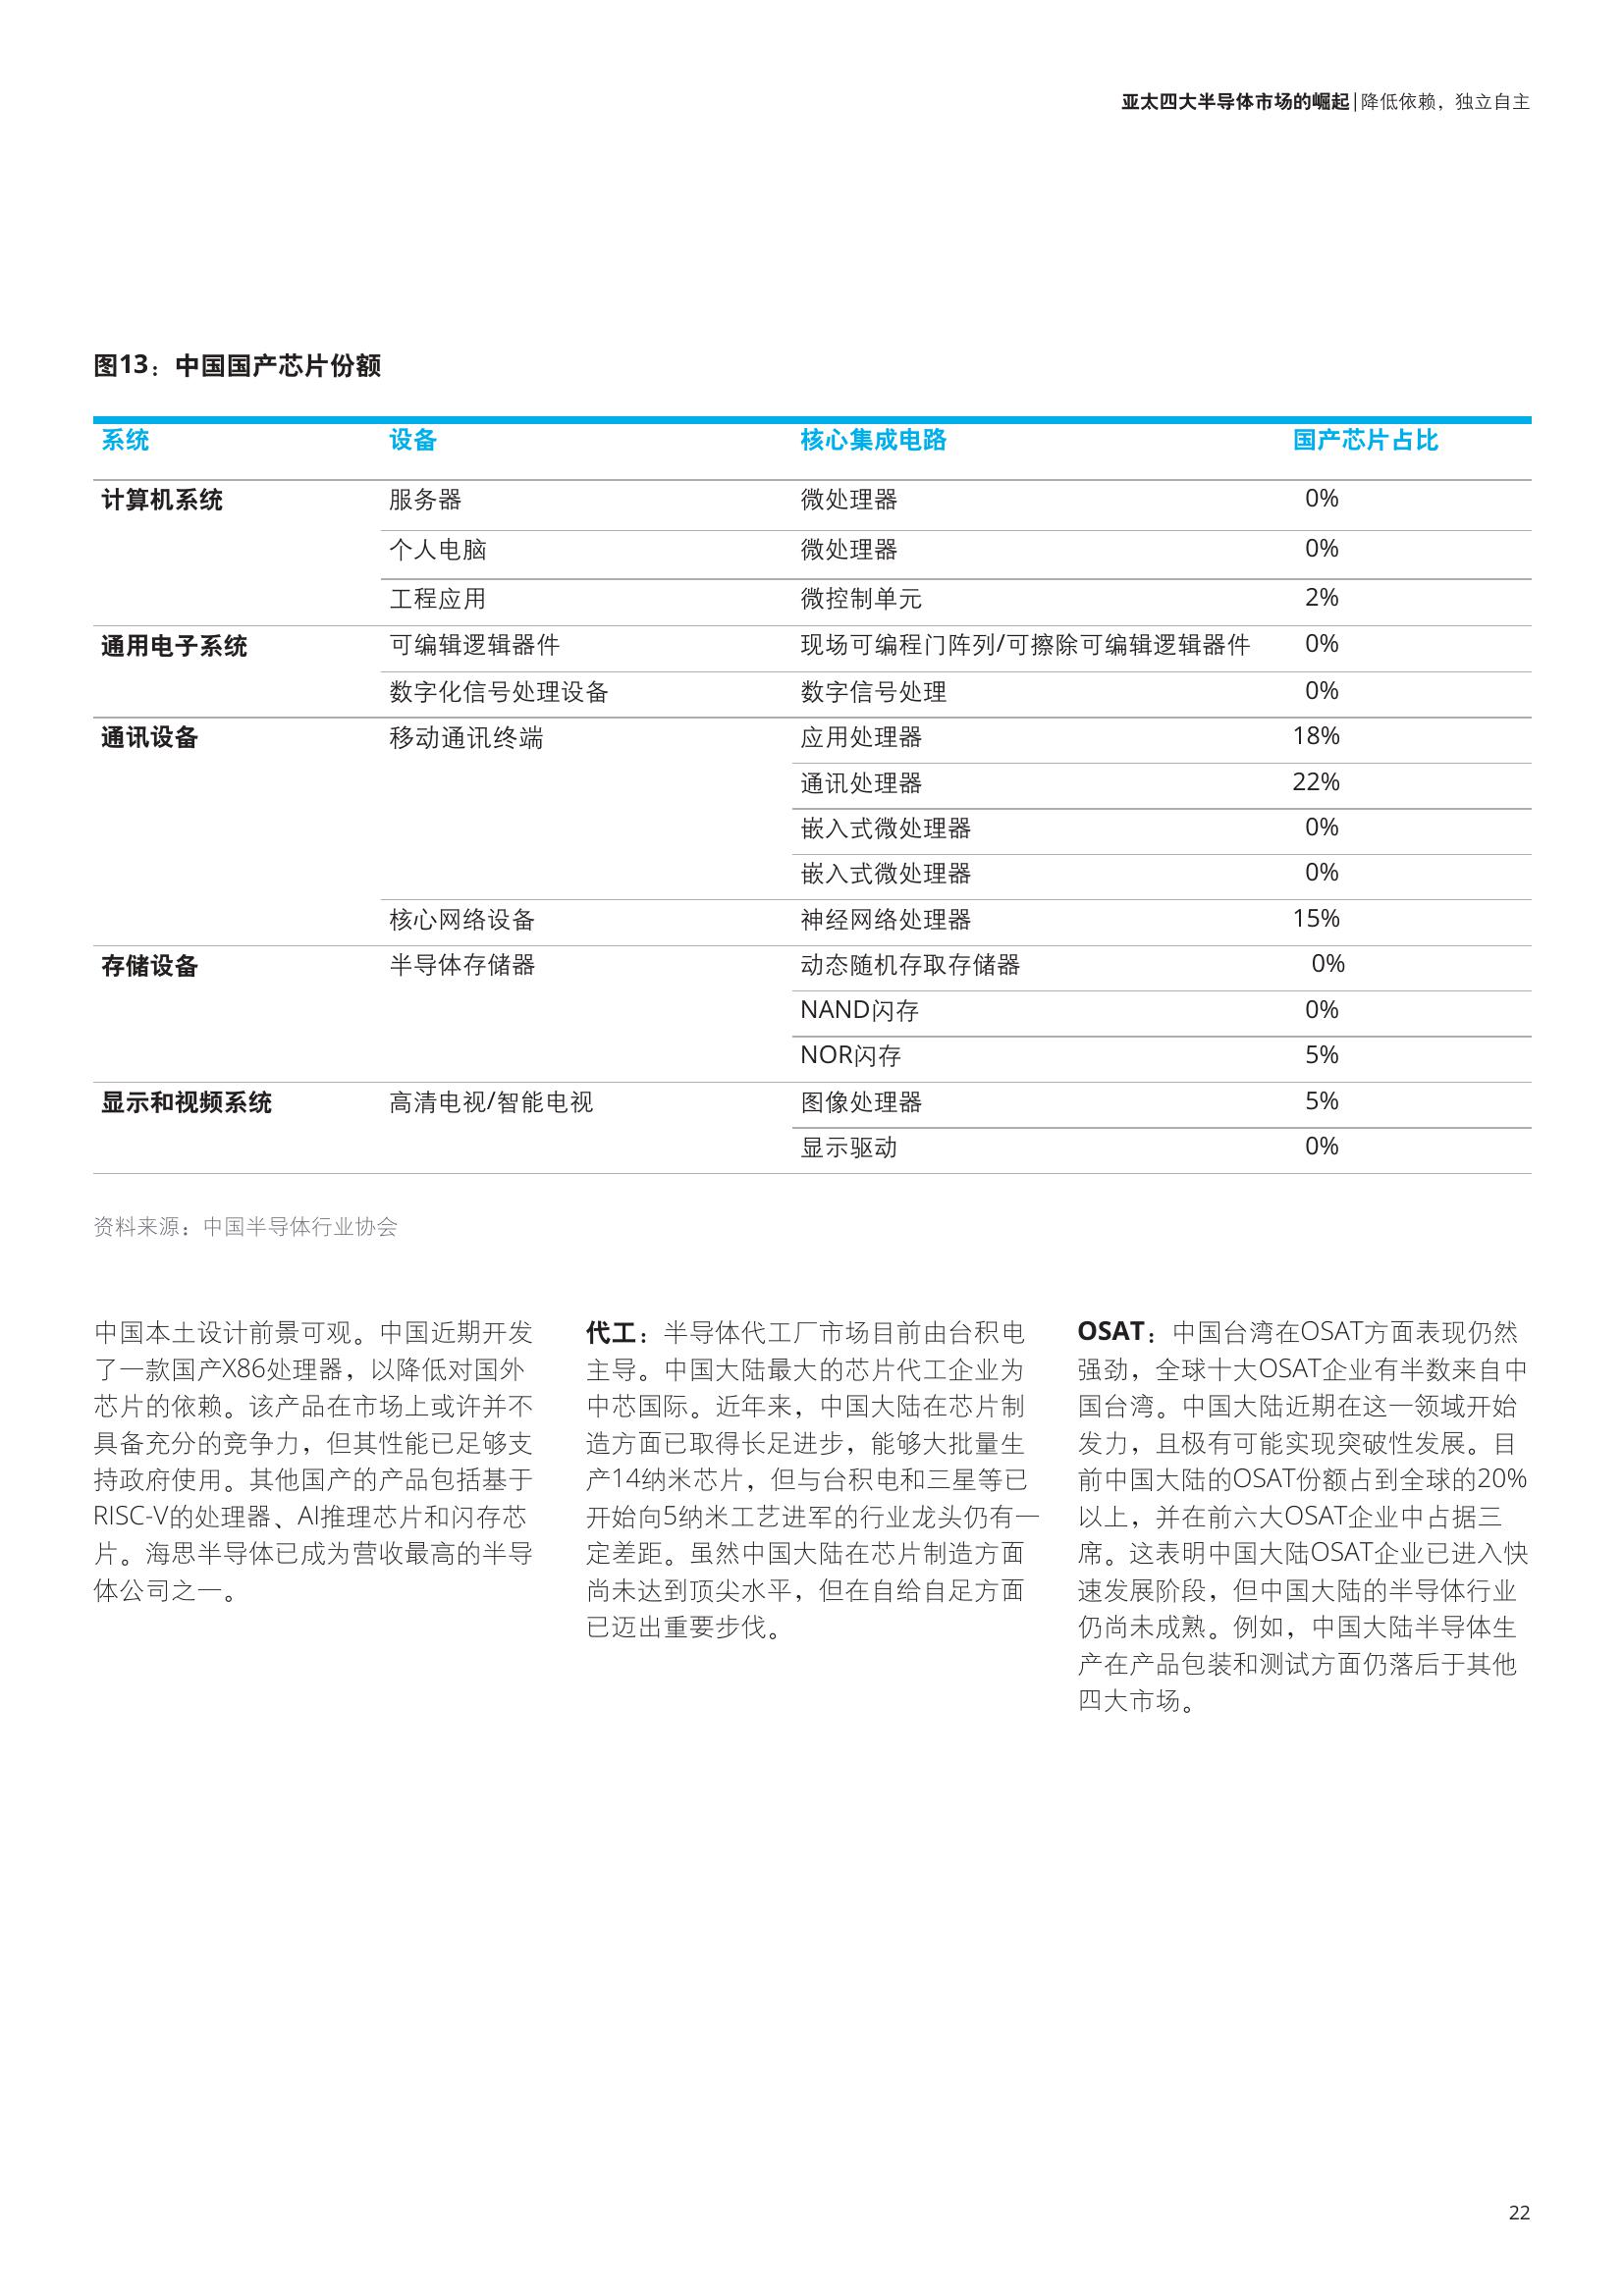 亚太四大半导体市场的崛起|降低依赖，独立自主
图13：中国国产芯片份额
系统 设备 核心集成电路 国产芯片占比
计算机系统 服务器 微处理器 0%
个人电脑 微处理器 0%
工程应用 微控制单元 2%
通用电子系统 可编辑逻辑器件 现场可编程门阵列/可擦除可编辑逻辑器件 0%
数字化信号处理设备 数字信号处理 0%
通讯设备 移动通讯终端 应用处理器 18%
通讯处理器 22%
嵌入式微处理器 0%
嵌入式微处理器 0%
核心网络设备 神经网络处理器 15%
存储设备 半导体存储器 动态随机存取存储器 0%
NAND闪存 0%
NOR闪存 5%
显示和视频系统 高清电视/智能电视 图像处理器 5%
显示驱动 0%
资料来源：中国半导体行业协会
中国本土设计前景可观。中国近期开发
了一款国产X86处理器，以降低对国外
芯片的依赖。该产品在市场上或许并不
具备充分的竞争力，但其性能已足够支
持政府使用。其他国产的产品包括基于
RISC-V的处理器、AI推理芯片和闪存芯
片。海思半导体已成为营收最高的半导
体公司之一。
代工：半导体代工厂市场目前由台积电
主导。中国大陆最大的芯片代工企业为
中芯国际。近年来，中国大陆在芯片制
造方面已取得长足进步，能够大批量生
产14纳米芯片，但与台积电和三星等已
开始向5纳米工艺进军的行业龙头仍有一
定差距。虽然中国大陆在芯片制造方面
尚未达到顶尖水平，但在自给自足方面
已迈出重要步伐。
OSAT：中国台湾在OSAT方面表现仍然
强劲，全球十大OSAT企业有半数来自中
国台湾。中国大陆近期在这一领域开始
发力，且极有可能实现突破性发展。目
前中国大陆的OSAT份额占到全球的20%
以上，并在前六大OSAT企业中占据三
席。这表明中国大陆OSAT企业已进入快
速发展阶段，但中国大陆的半导体行业
仍尚未成熟。例如，中国大陆半导体生
产在产品包装和测试方面仍落后于其他
四大市场。
22